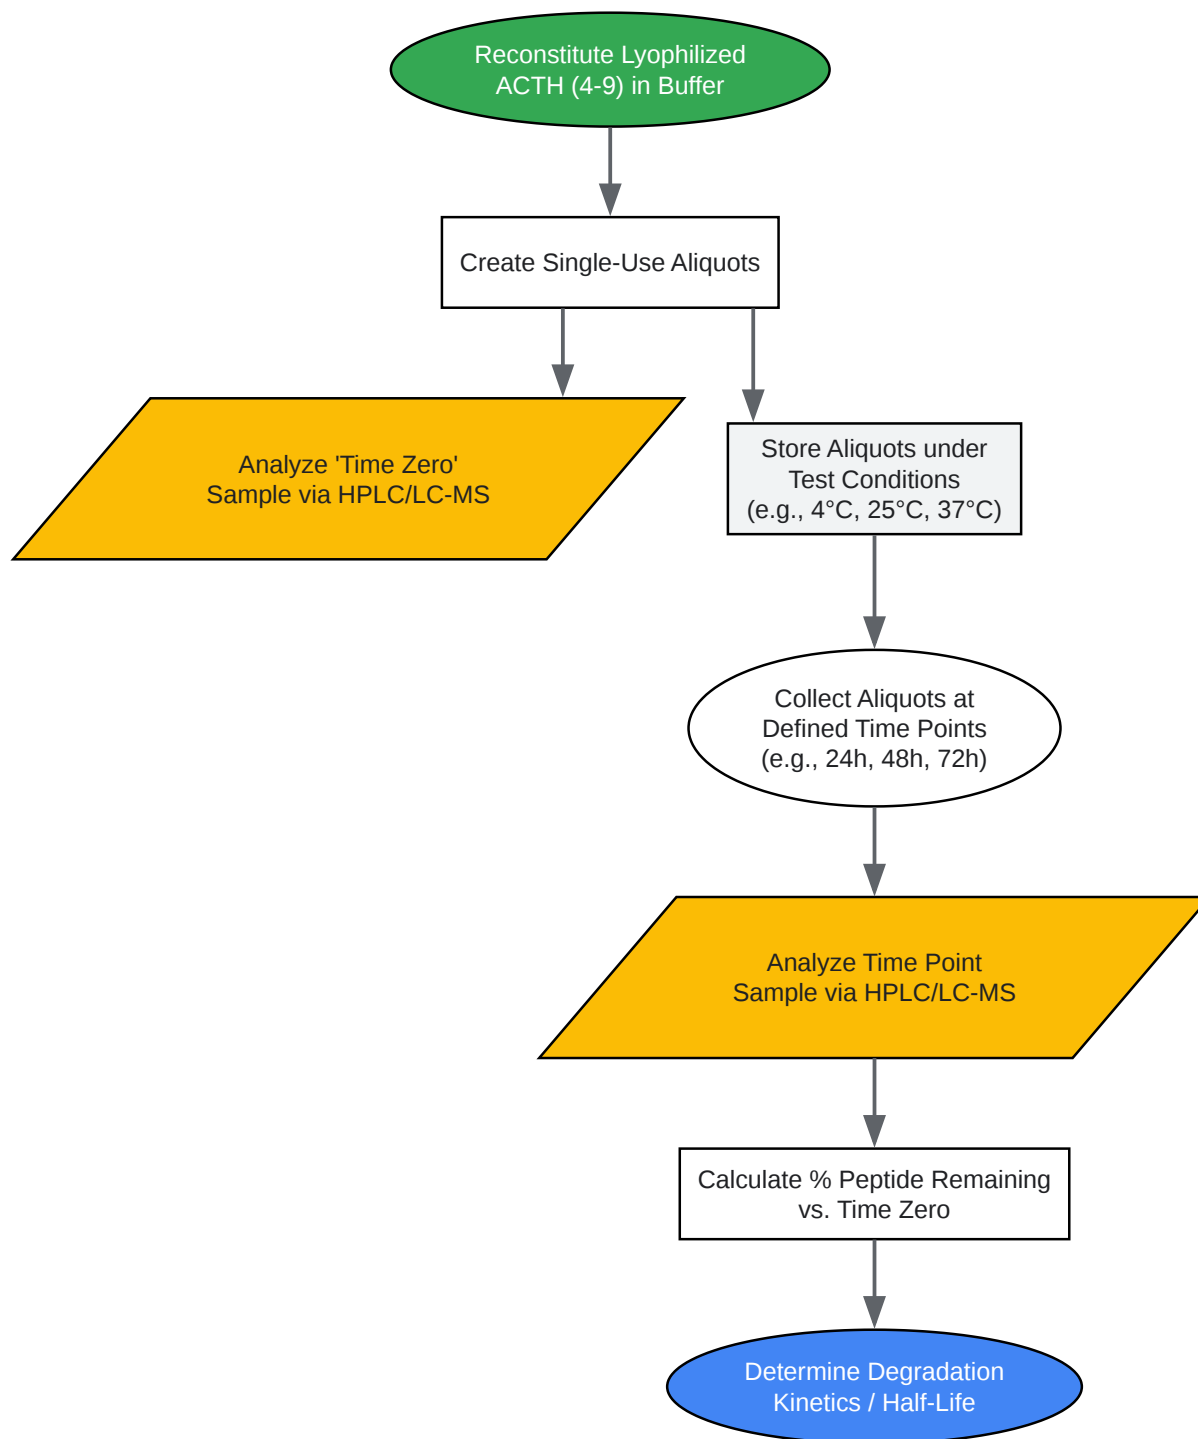 Reconstitute Lyophilized
ACTH (4-9) in Buffer
Create Single-Use Aliquots
Analyze 'Time Zero'
Sample via HPLC/LC-MS
Store Aliquots under
Test Conditions
(e.g., 4°C, 25°C, 37°C)
Collect Aliquots at
Defined Time Points
(e.g., 24h, 48h, 72h)
Analyze Time Point
Sample via HPLC/LC-MS
Calculate % Peptide Remaining
vs. Time Zero
Determine Degradation
Kinetics / Half-Life